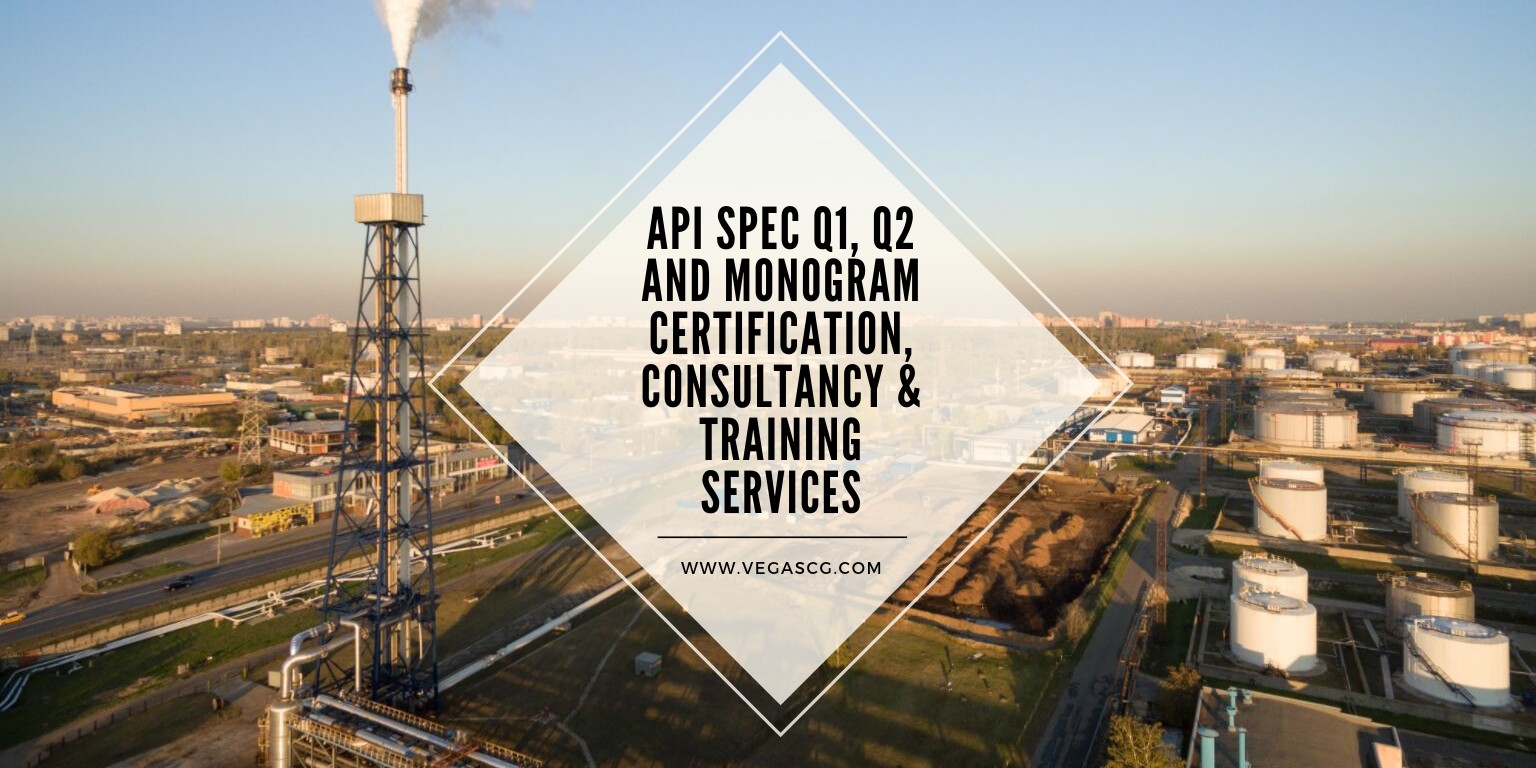 API SPEC Q1, Q2
AND MONOGRAM
CERTIFICATION,
CONSULTANCY &
TRAINING
SERVICES
WWW.VEGASCG.COM